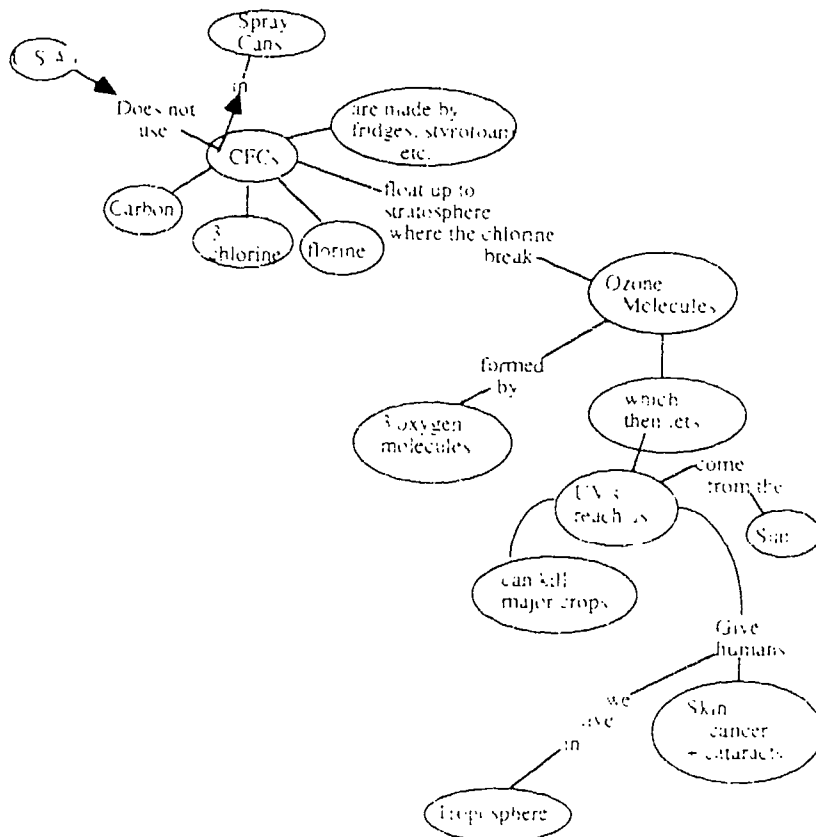 Spray
Cans
in
Does not
use
are made by
fridges, styrofoam
etc.
CFCs
Carbon
3
chlorine
florine
float up to
stratosphere
where the chlorine
break
Ozone
Molecules
formed
by
3 oxygen
molecules
which
then lets
UV's
reach us
come
from the
Sun
can kill
major crops
Give
humans
we
live
in
Skin
cancer
+ cataracts
Troposphere